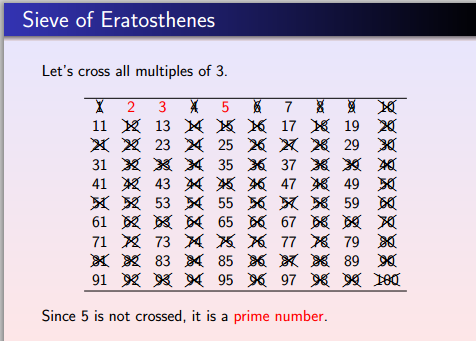 Sieve of Eratosthenes
Let's cross all multiples of 3.
1 2 3 4 5 6 7 8 9 10
11 12 13 14 15 16 17 18 19 20
21 22 23 24 25 26 27 28 29 30
31 32 33 34 35 36 37 38 39 40
41 42 43 44 45 46 47 48 49 50
51 52 53 54 55 56 57 58 59 60
61 62 63 64 65 66 67 68 69 70
71 72 73 74 75 76 77 78 79 80
81 82 83 84 85 86 87 88 89 90
91 92 93 94 95 96 97 98 99 100
Since 5 is not crossed, it is a prime number.